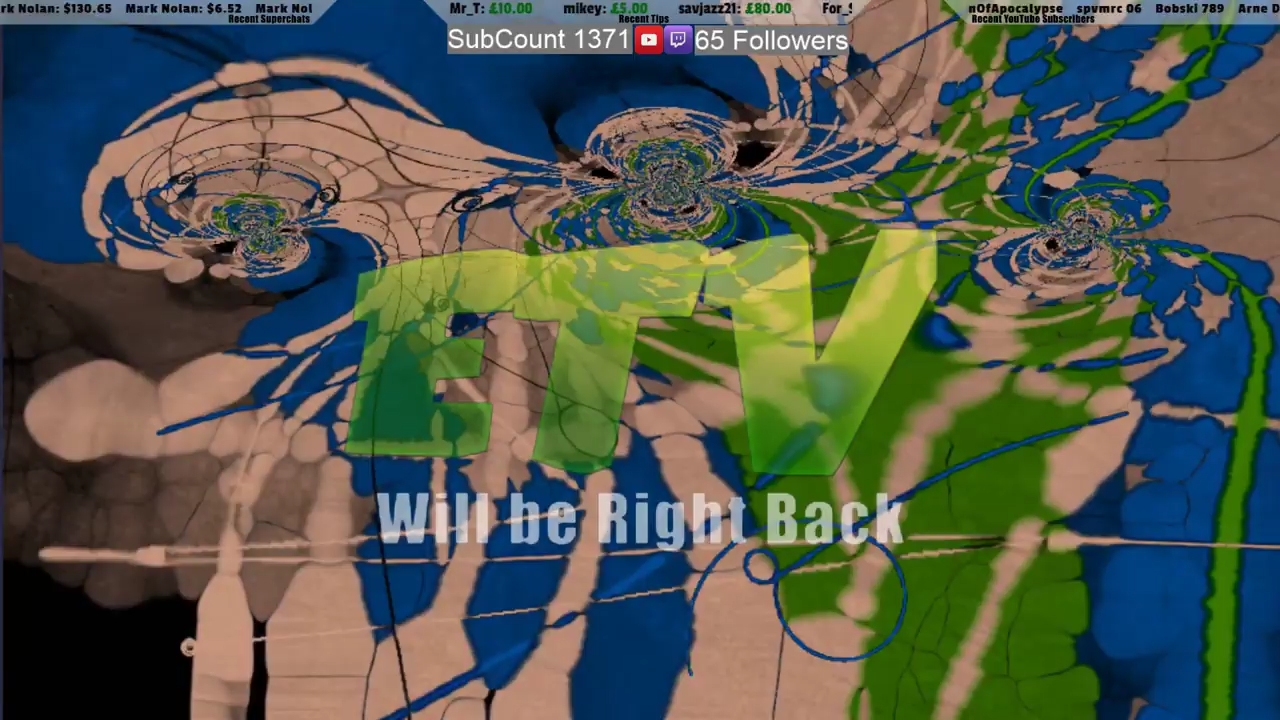 rk Nolan: $130.65 Mark Nolan: $6.52 Mark Nol
Recent Superchats
Mr_T: £10.00 mikey: £5.00 savjazz21: £80.00 For_
Recent Tips
nOfApocalypse spvmrc 06 Bobski 789 Arne D
Recent YouTube Subscribers
SubCount 1371 65 Followers
ETV
Will be Right Back